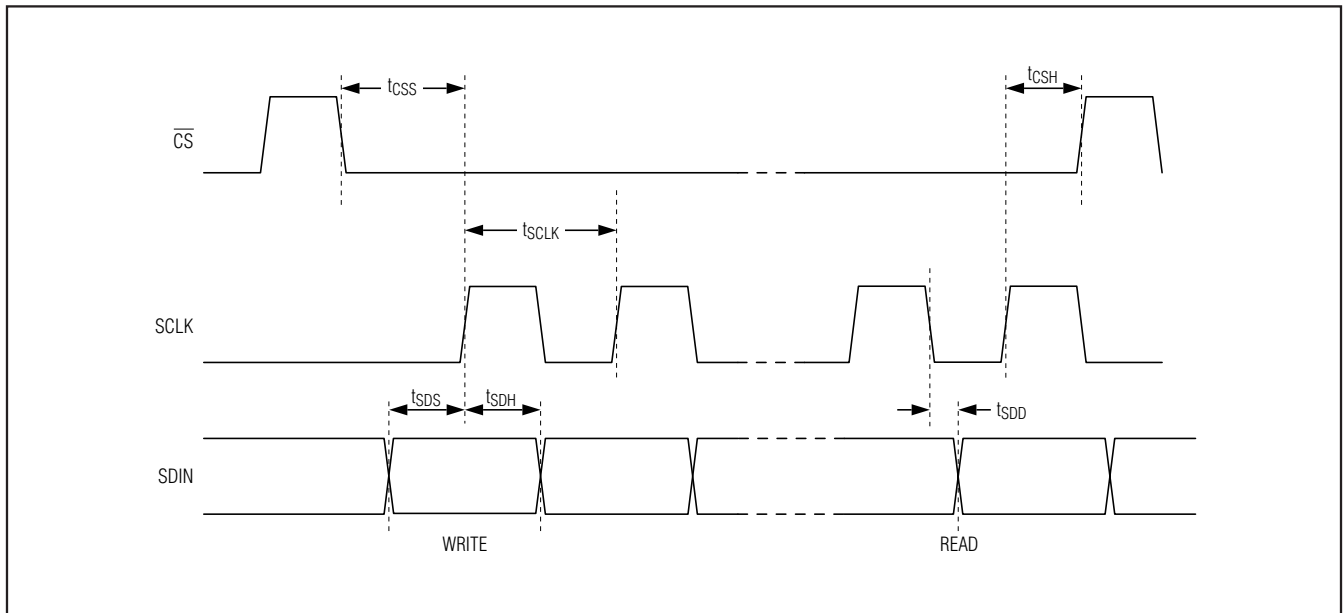 tCSS
tCSH
CS
tSCLK
SCLK
tSDS
tSDH
tSDD
SDIN
WRITE
READ